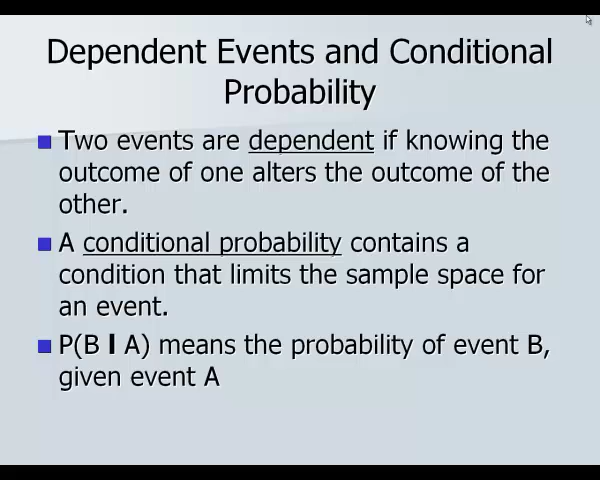 Dependent Events and Conditional
Probability
Two events are dependent if knowing the
outcome of one alters the outcome of the
other.
A conditional probability contains a
condition that limits the sample space for
an event.
P(B I A) means the probability of event B,
given event A